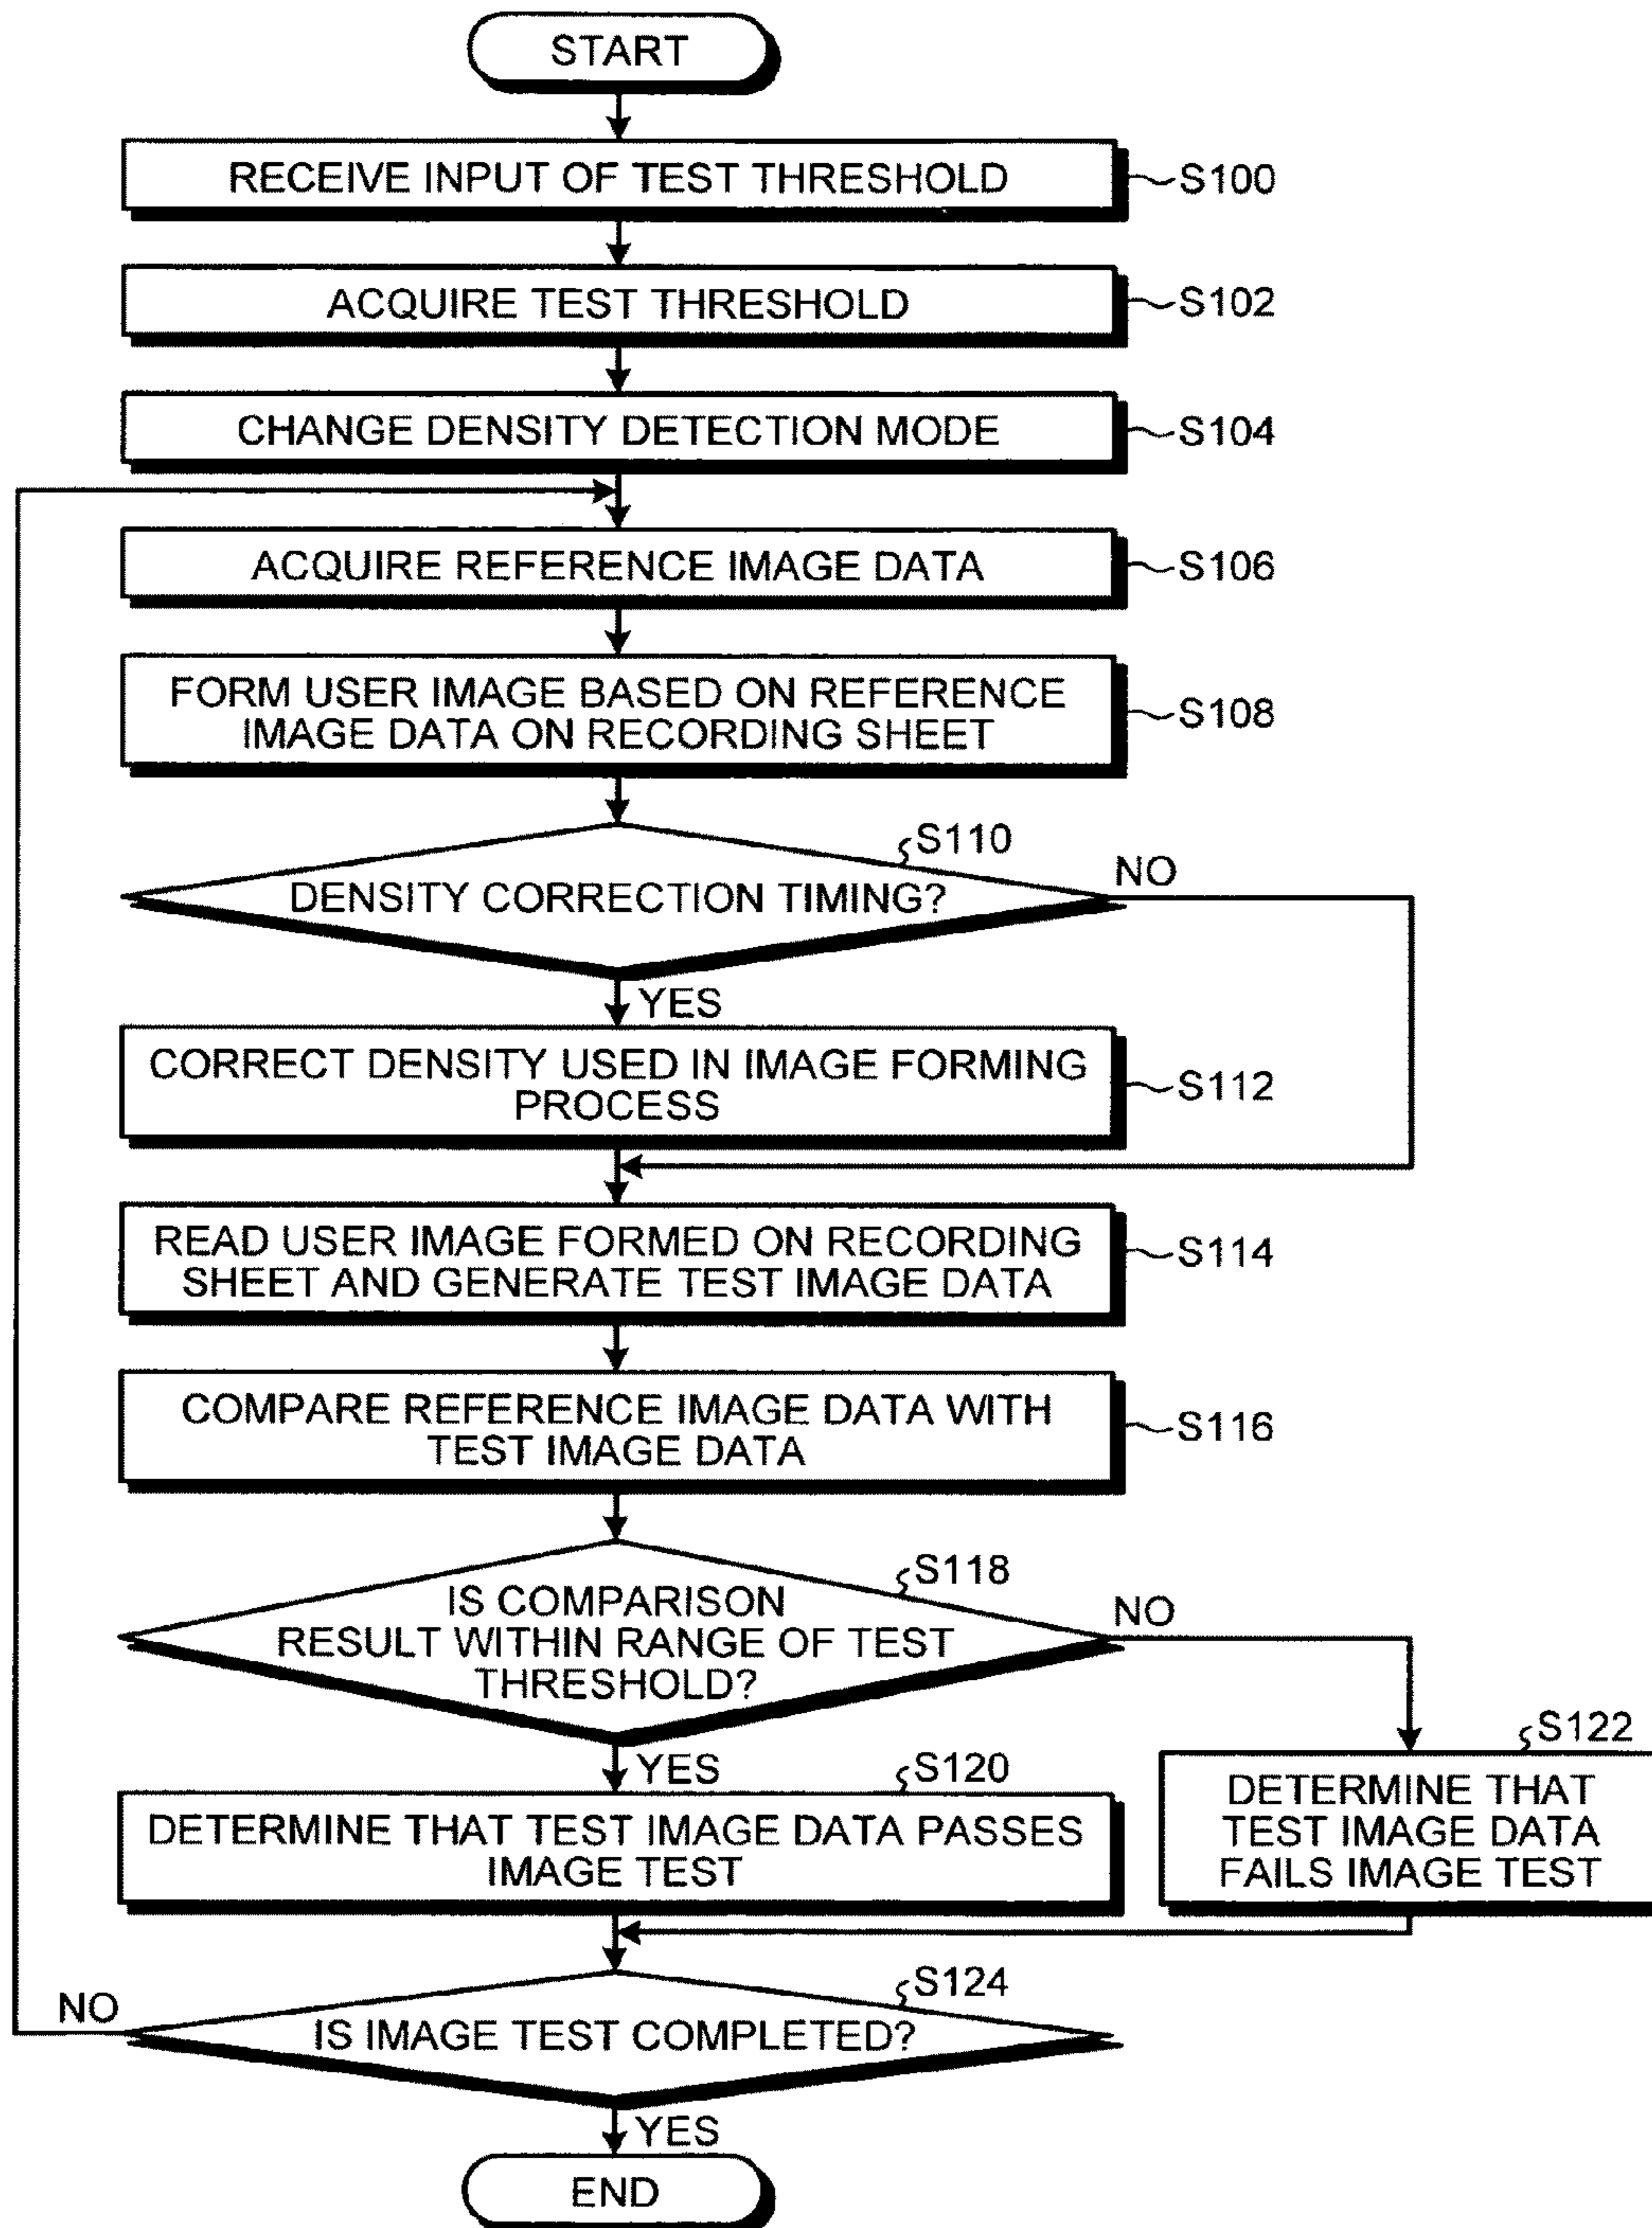 START
RECEIVE INPUT OF TEST THRESHOLD
S100
ACQUIRE TEST THRESHOLD
S102
CHANGE DENSITY DETECTION MODE
S104
ACQUIRE REFERENCE IMAGE DATA
S106
FORM USER IMAGE BASED ON REFERENCE
IMAGE DATA ON RECORDING SHEET
S108
S110
DENSITY CORRECTION TIMING?
NO
YES
CORRECT DENSITY USED IN IMAGE FORMING
PROCESS
S112
READ USER IMAGE FORMED ON RECORDING
SHEET AND GENERATE TEST IMAGE DATA
S114
COMPARE REFERENCE IMAGE DATA WITH
TEST IMAGE DATA
S116
S118
IS COMPARISON
RESULT WITHIN RANGE OF TEST
THRESHOLD?
NO
YES
S120
DETERMINE THAT TEST IMAGE DATA PASSES
IMAGE TEST
S122
DETERMINE THAT
TEST IMAGE DATA
FAILS IMAGE TEST
S124
IS IMAGE TEST COMPLETED?
NO
YES
END